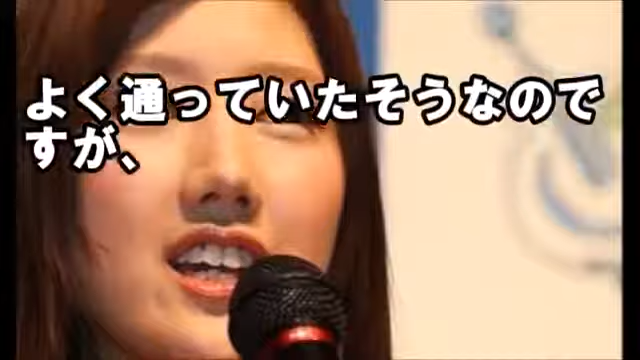 よく通っていたそうなので
すが、